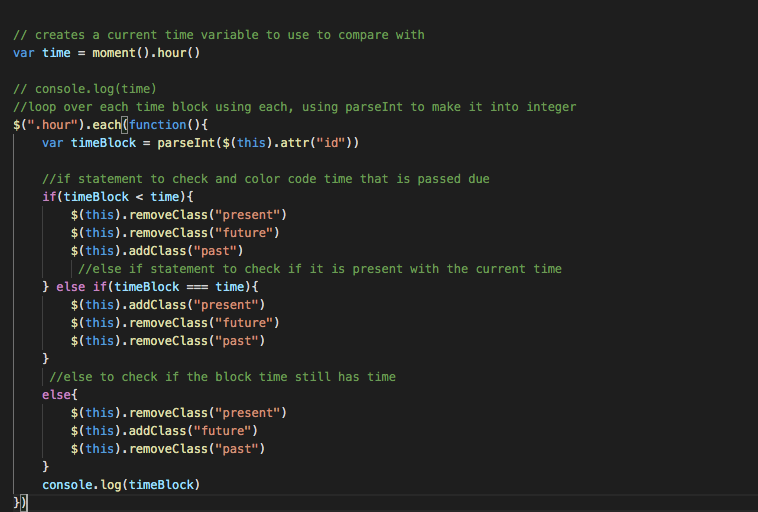 // creates a current time variable to use to compare with
var time = moment().hour()
// console.log(time)
//loop over each time block using each, using parseInt to make it into integer
$(".hour").each(function(){
var timeBlock = parseInt($(this).attr("id"))
//if statement to check and color code time that is passed due
if(timeBlock < time){
$(this).removeClass("present")
$(this).removeClass("future")
$(this).addClass("past")
//else if statement to check if it is present with the current time
} else if(timeBlock === time){
$(this).addClass("present")
$(this).removeClass("future")
$(this).removeClass("past")
}
//else to check if the block time still has time
else{
$(this).removeClass("present")
$(this).addClass("future")
$(this).removeClass("past")
}
console.log(timeBlock)
})